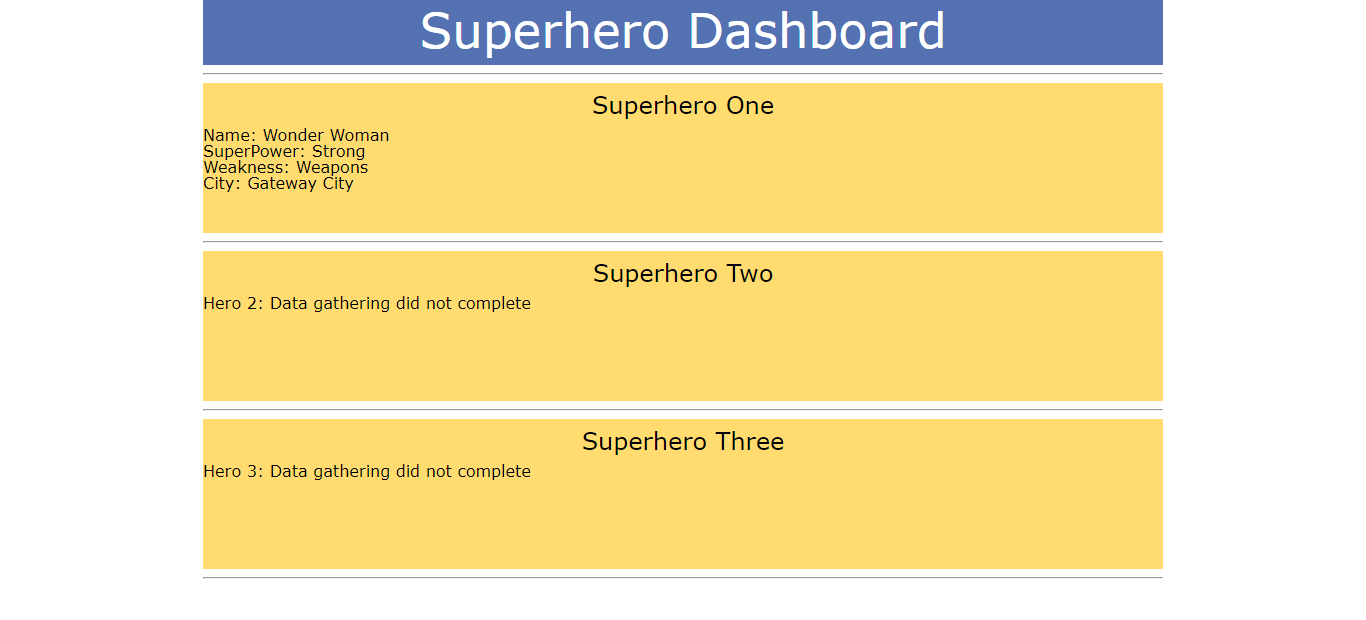 Superhero Dashboard
Superhero One
Name: Wonder Woman
SuperPower: Strong
Weakness: Weapons
City: Gateway City
Superhero Two
Hero 2: Data gathering did not complete
Superhero Three
Hero 3: Data gathering did not complete